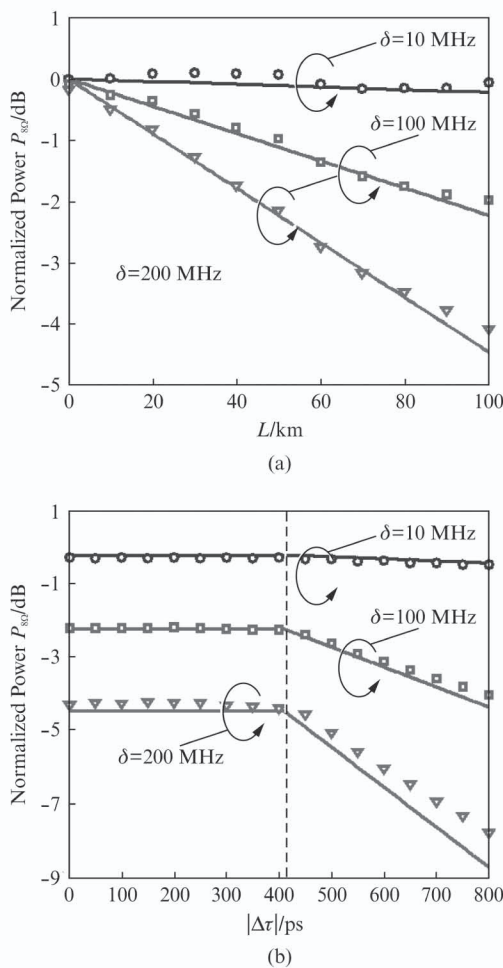 1
0
-1
-2
-3
-4
-5
Normalized Power P8Ω/dB
δ=10 MHz
δ=100 MHz
δ=200 MHz
0 20 40 60 80 100
L/km
(a)
1
-1
-3
-5
-7
-9
Normalized Power P8Ω/dB
δ=10 MHz
δ=100 MHz
δ=200 MHz
0 100 200 300 400 500 600 700 800
|Δτ|/ps
(b)